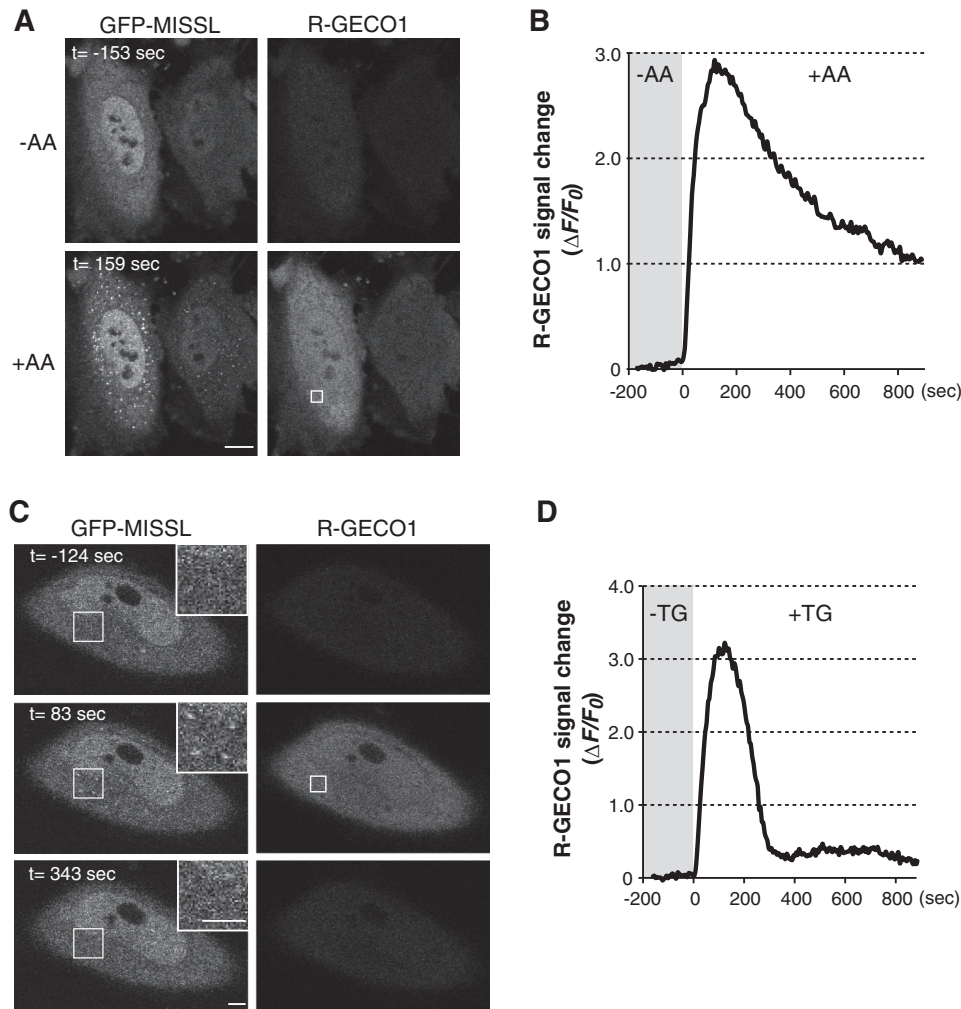 A
GFP-MISSL
R-GECO1
t= -153 sec
-AA
t= 159 sec
+AA
B
R-GECO1 signal change
(△F/F0)
3.0
2.0
1.0
0
-AA
+AA
-200
0
200
400
600
800
(sec)
C
GFP-MISSL
R-GECO1
t= -124 sec
t= 83 sec
t= 343 sec
D
R-GECO1 signal change
(△F/F0)
4.0
3.0
2.0
1.0
0
-TG
+TG
-200
0
200
400
600
800
(sec)